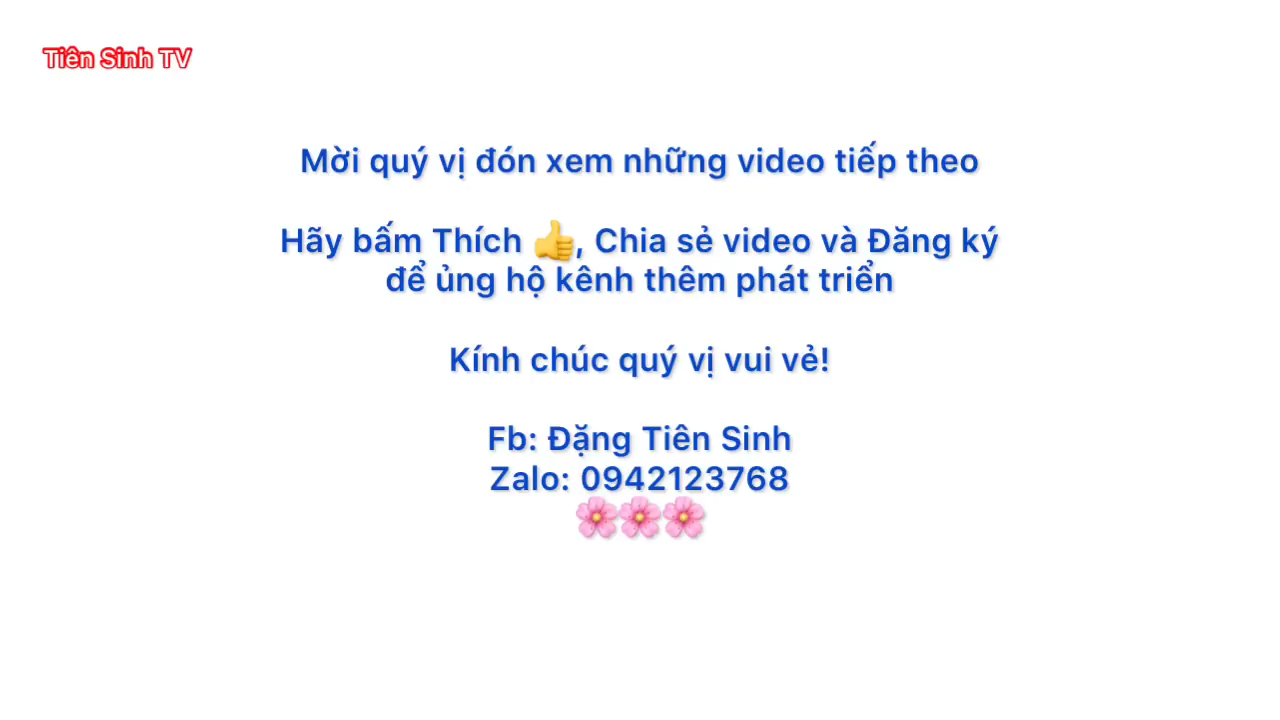 Tiên Sinh TV
Mời quý vị đón xem những video tiếp theo
Hãy bấm Thích 👍, Chia sẻ video và Đăng ký
để ủng hộ kênh thêm phát triển
Kính chúc quý vị vui vẻ!
Fb: Đặng Tiên Sinh
Zalo: 0942123768
🌸🌸🌸